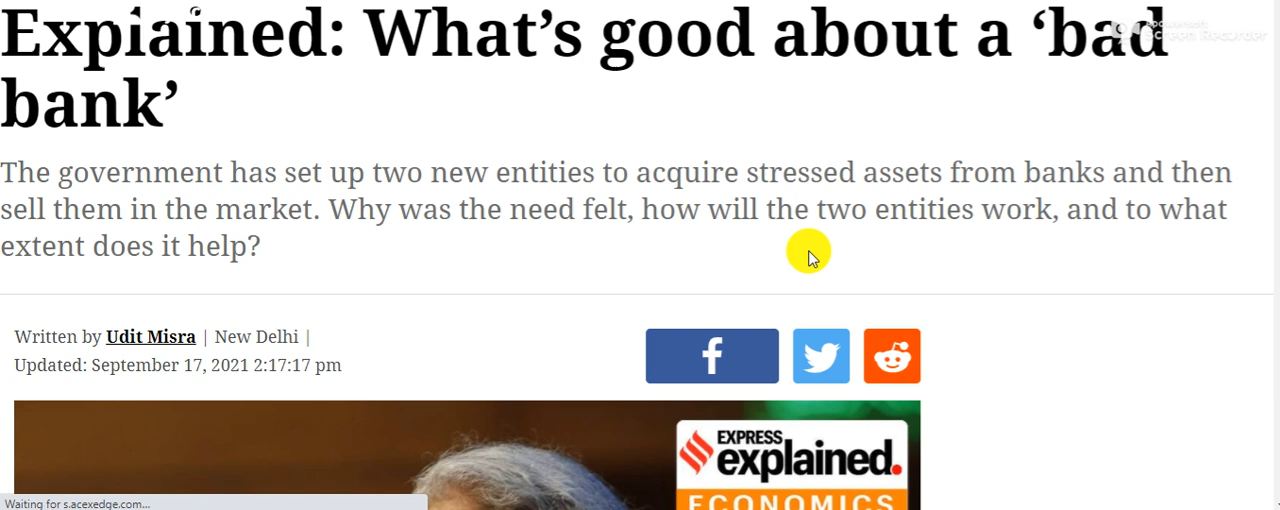 Explained: What’s good about a ‘bad
bank’
Screen Recorder
The government has set up two new entities to acquire stressed assets from banks and then
sell them in the market. Why was the need felt, how will the two entities work, and to what
extent does it help?
Written by Udit Misra | New Delhi |
Updated: September 17, 2021 2:17:17 pm
f
EXPRESS
explained.
ECONOMICS
Waiting for s.acexedge.com...